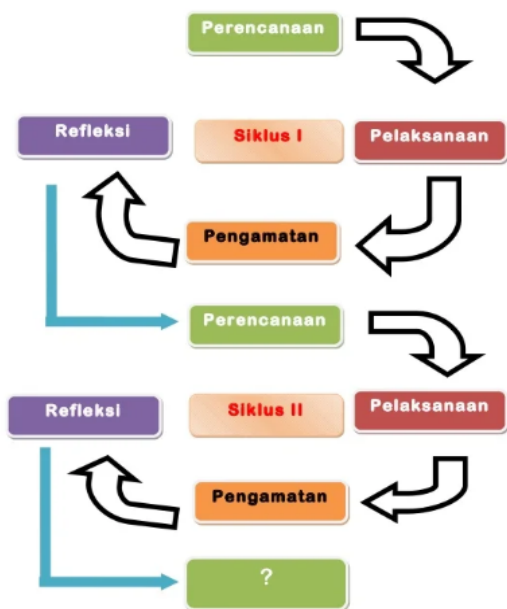 Perencanaan
Refleksi
Siklus I
Pelaksanaan
Pengamatan
Perencanaan
Refleksi
Siklus II
Pelaksanaan
Pengamatan
?